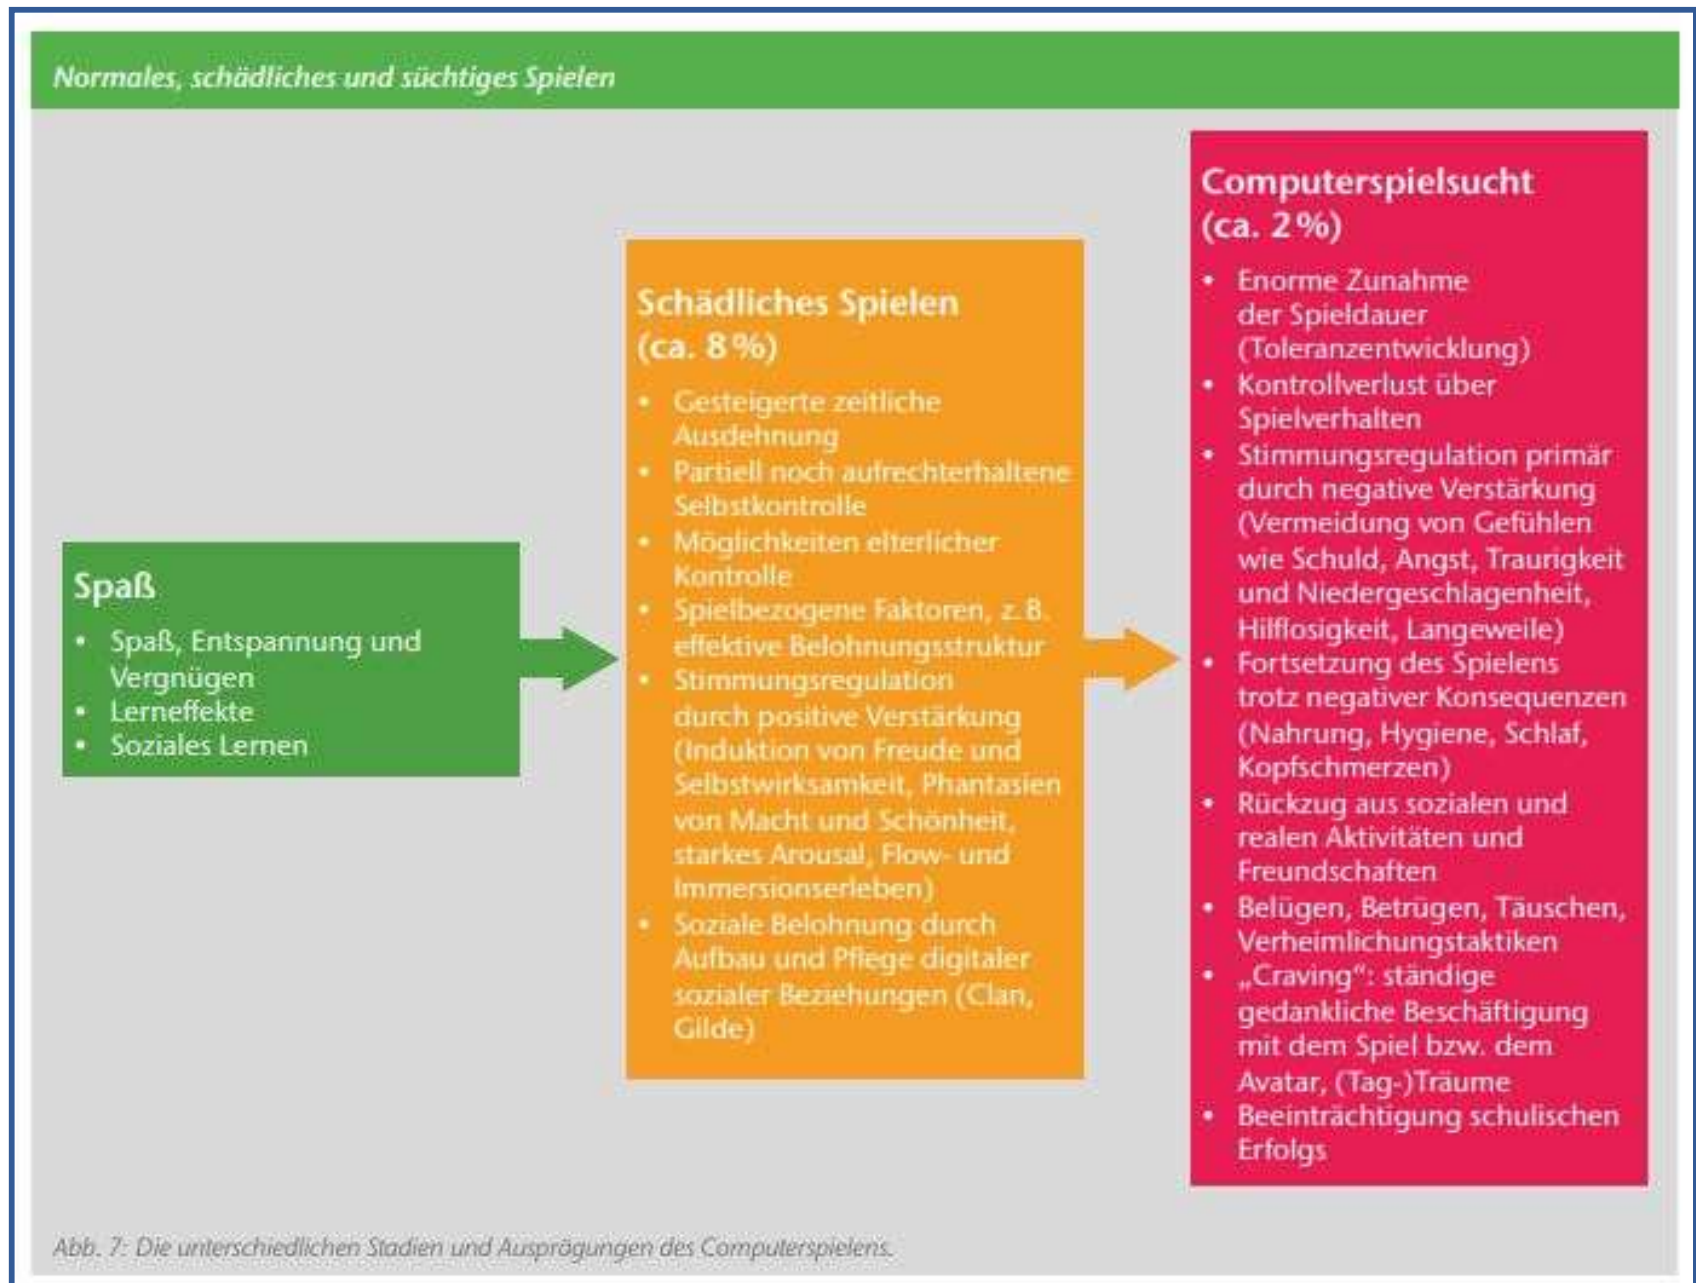 Normales, schädliches und süchtiges Spielen
Spaß
• Spaß, Entspannung und
Vergnügen
• Lerneffekte
• Soziales Lernen
Schädliches Spielen
(ca. 8%)
• Gesteigerte zeitliche
Ausdehnung
• Partiell noch aufrechterhaltene
Selbstkontrolle
• Möglichkeiten elterlicher
Kontrolle
• Spielbezogene Faktoren, z.B.
effektive Belohnungsstruktur
• Stimmungsregulation
durch positive Verstärkung
(Induktion von Freude und
Selbstwirksamkeit, Phantasien
von Macht und Schönheit,
starkes Arousal, Flow- und
Immersionserleben)
• Soziale Belohnung durch
Aufbau und Pflege digitaler
sozialer Beziehungen (Clan,
Gilde)
Computerspielsucht
(ca. 2%)
• Enorme Zunahme
der Spieldauer
(Toleranzentwicklung)
• Kontrollverlust über
Spielverhalten
• Stimmungsregulation primär
durch negative Verstärkung
(Vermeidung von Gefühlen
wie Schuld, Angst, Traurigkeit
und Niedergeschlagenheit,
Hilflosigkeit, Langeweile)
• Fortsetzung des Spielens
trotz negativer Konsequenzen
(Nahrung, Hygiene, Schlaf,
Kopfschmerzen)
• Rückzug aus sozialen und
realen Aktivitäten und
Freundschaften
• Belügen, Betrügen, Täuschen,
Verheimlichungstaktiken
• „Craving“: ständige
gedankliche Beschäftigung
mit dem Spiel bzw. dem
Avatar, (Tag-)Träume
• Beeinträchtigung schulischen
Erfolgs
Abb. 7: Die unterschiedlichen Stadien und Ausprägungen des Computerspielens.